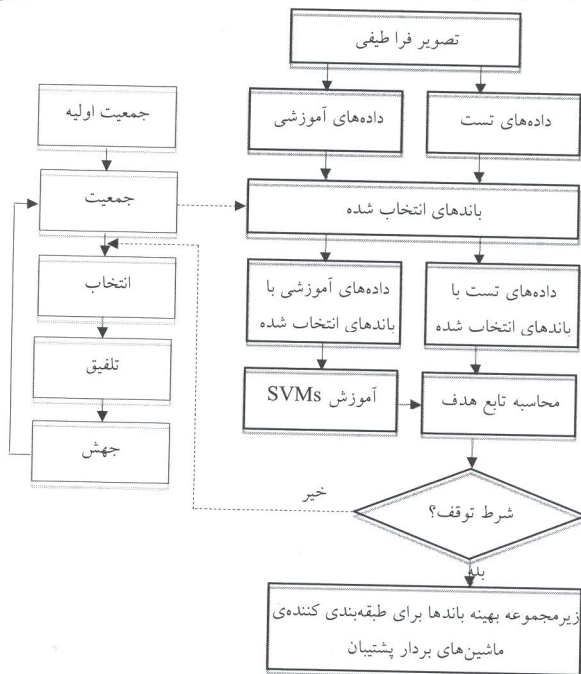 تصویر فرا طیفی
داده‌های آموزشی
داده‌های تست
جمعیت اولیه
جمعیت
باندهای انتخاب شده
انتخاب
داده‌های آموزشی با
باندهای انتخاب شده
داده‌های تست با
باندهای انتخاب شده
تلفیق
آموزش SVMs
محاسبه تابع هدف
جهش
خیر
شرط توقف؟
بله
زیرمجموعه بهینه باندها برای طبقه‌بندی کننده‌ی
ماشین‌های بردار پشتیبان